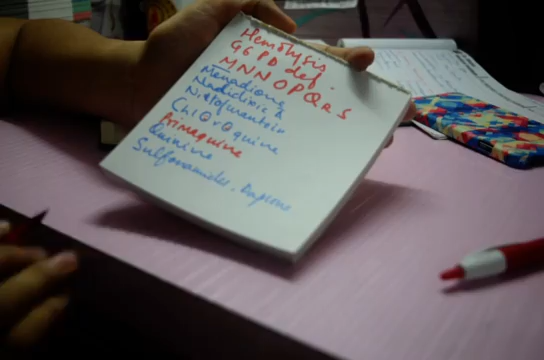 Hemolysis
G6PD def.
MNNOPQRS
Menadione
Nalidixic A
Nitrofurantoin
ChlOrOquine
Primaquine
Quinine
Sulfonamides, Dapsone